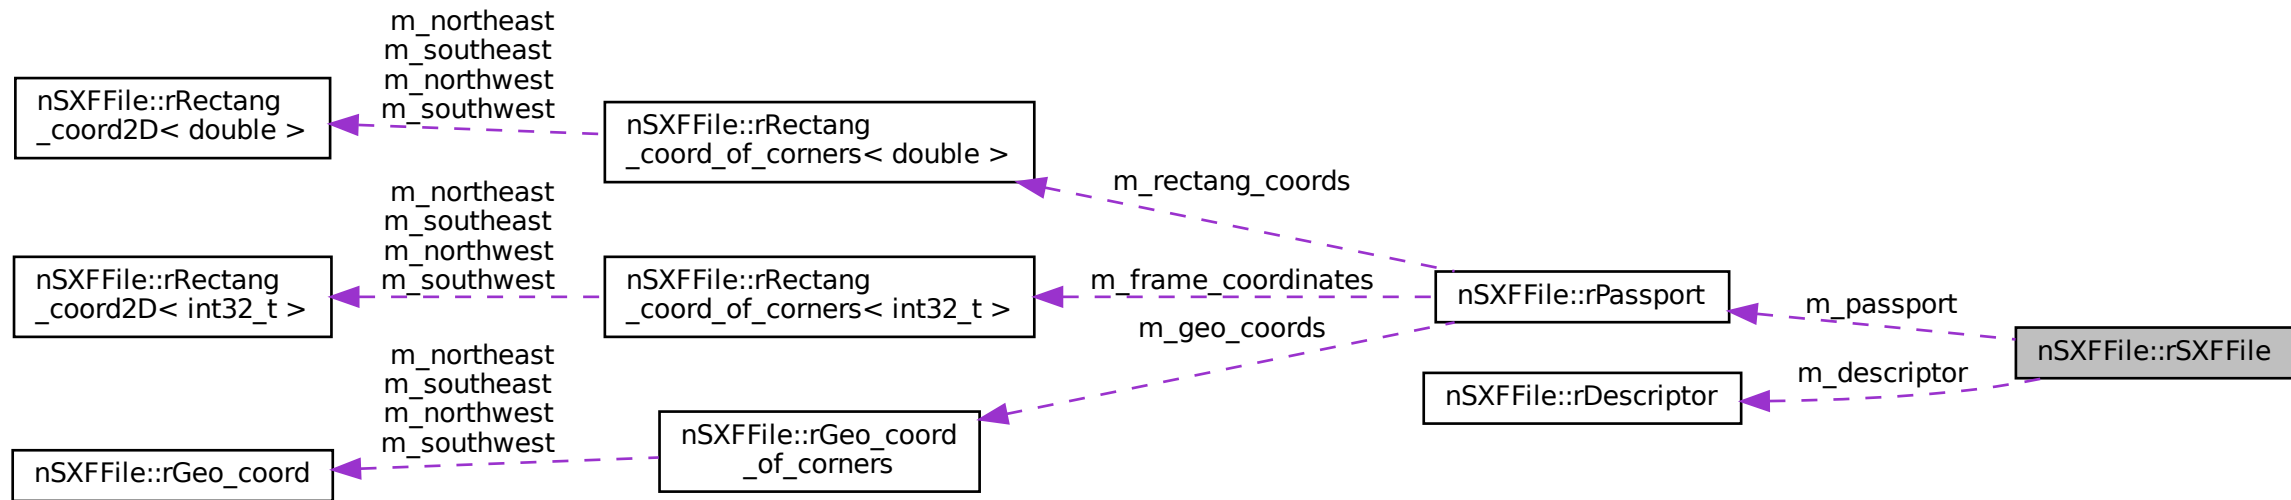 m_northeast
m_southeast
m_northwest
m_southwest
nSXFFile::rRectang
_coord2D< double >
nSXFFile::rRectang
_coord_of_corners< double >
m_rectang_coords
m_northeast
m_southeast
m_northwest
m_southwest
nSXFFile::rRectang
_coord2D< int32_t >
nSXFFile::rRectang
_coord_of_corners< int32_t >
m_frame_coordinates
nSXFFile::rPassport
m_passport
m_geo_coords
nSXFFile::rSXFFile
m_descriptor
nSXFFile::rDescriptor
m_northeast
m_southeast
m_northwest
m_southwest
nSXFFile::rGeo_coord
_of_corners
nSXFFile::rGeo_coord